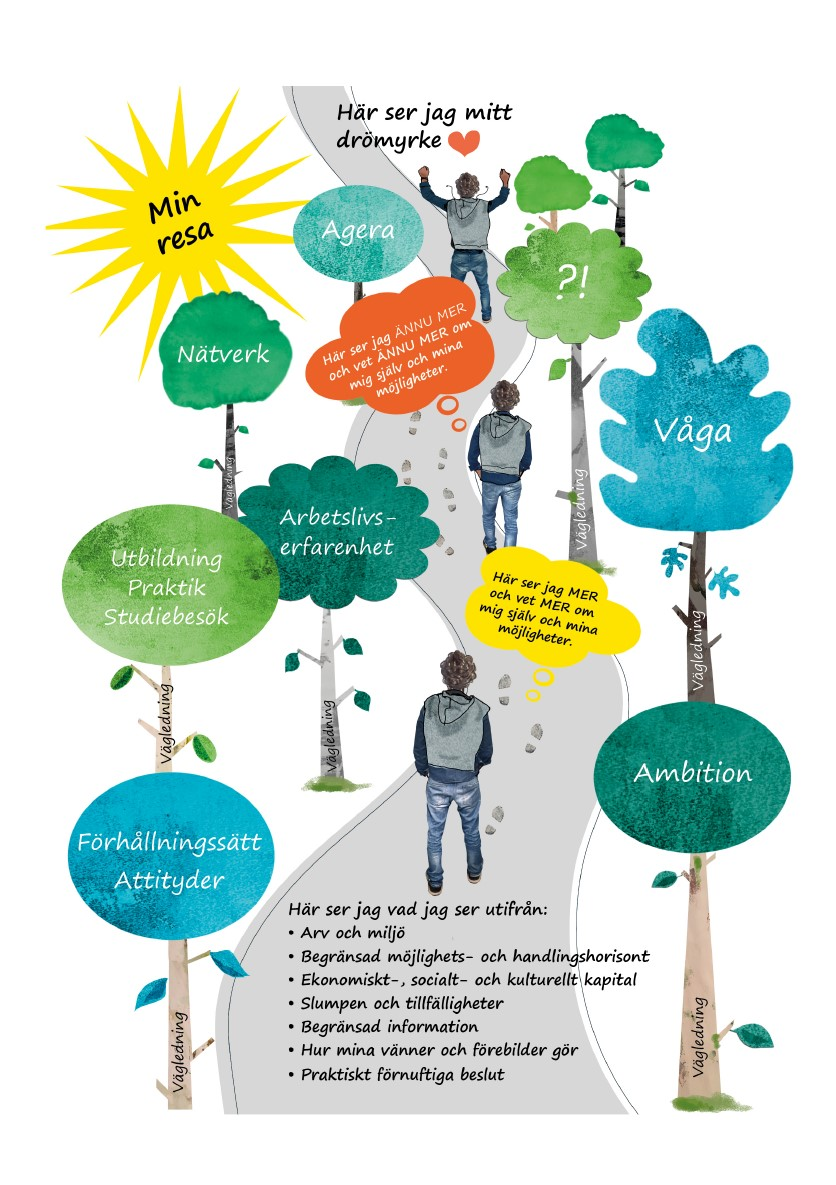 Här ser jag mitt
drömyrke
Min
resa
Agera
?!
Här ser jag ÄNNU MER
och vet ÄNNU MER om
mig själv och mina
möjligheter.
Nätverk
Vägledning
Våga
Vägledning
Arbetslivs-
erfarenhet
Vägledning
Utbildning
Praktik
Studiebesök
Vägledning
Här ser jag MER
och vet MER om
mig själv och mina
möjligheter.
Vägledning
Ambition
Vägledning
Förhållningssätt
Attityder
Vägledning
Här ser jag vad jag ser utifrån:
• Arv och miljö
• Begränsad möjlighets- och handlingshorisont
• Ekonomiskt-, socialt- och kulturellt kapital
• Slumpen och tillfälligheter
• Begränsad information
• Hur mina vänner och förebilder gör
• Praktiskt förnuftiga beslut